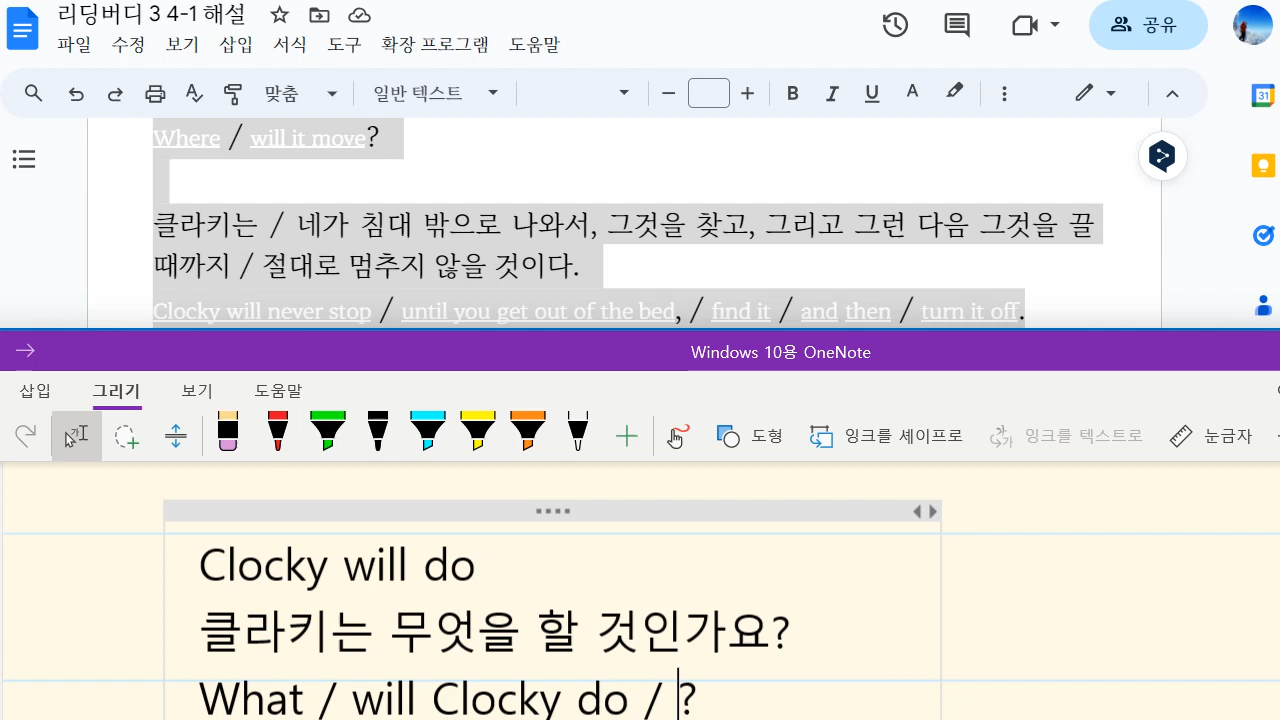 리딩버디 3 4-1 해설
파일 수정 보기 삽입 서식 도구 확장 프로그램 도움말
공유
맞춤 일반 텍스트 B I U A
31
Where / will it move?
클라키는 / 네가 침대 밖으로 나와서, 그것을 찾고, 그리고 그런 다음 그것을 끌
때까지 / 절대로 멈추지 않을 것이다.
Clocky will never stop / until you get out of the bed, / find it / and then / turn it off.
Windows 10용 OneNote
삽입 그리기 보기 도움말
도형 잉크를 셰이프로 잉크를 텍스트로 눈금자
Clocky will do
클라키는 무엇을 할 것인가요?
What / will Clocky do / ?